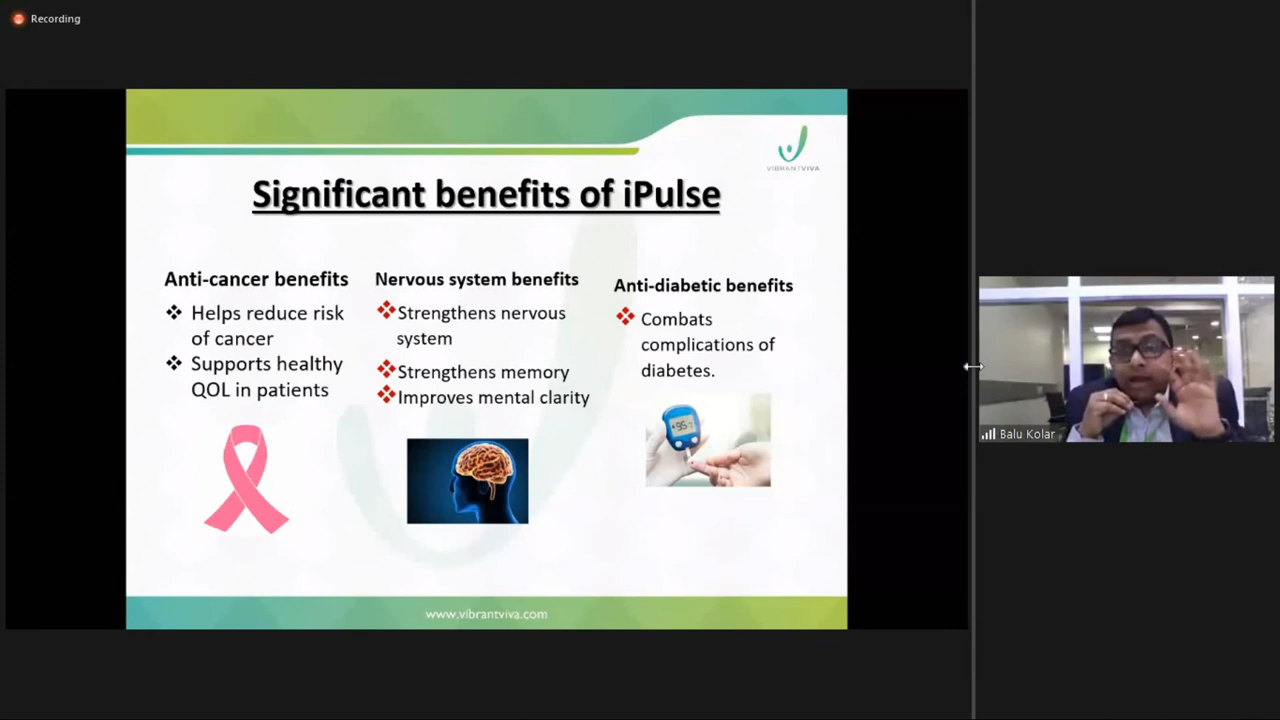 Recording
VIBRANTVIVA
Significant benefits of iPulse
Anti-cancer benefits
❖ Helps reduce risk
of cancer
❖ Supports healthy
QOL in patients
Nervous system benefits
❖Strengthens nervous
system
❖Strengthens memory
❖Improves mental clarity
Anti-diabetic benefits
❖ Combats
complications of
diabetes.
95
www.vibrantviva.com
Balu Kolar